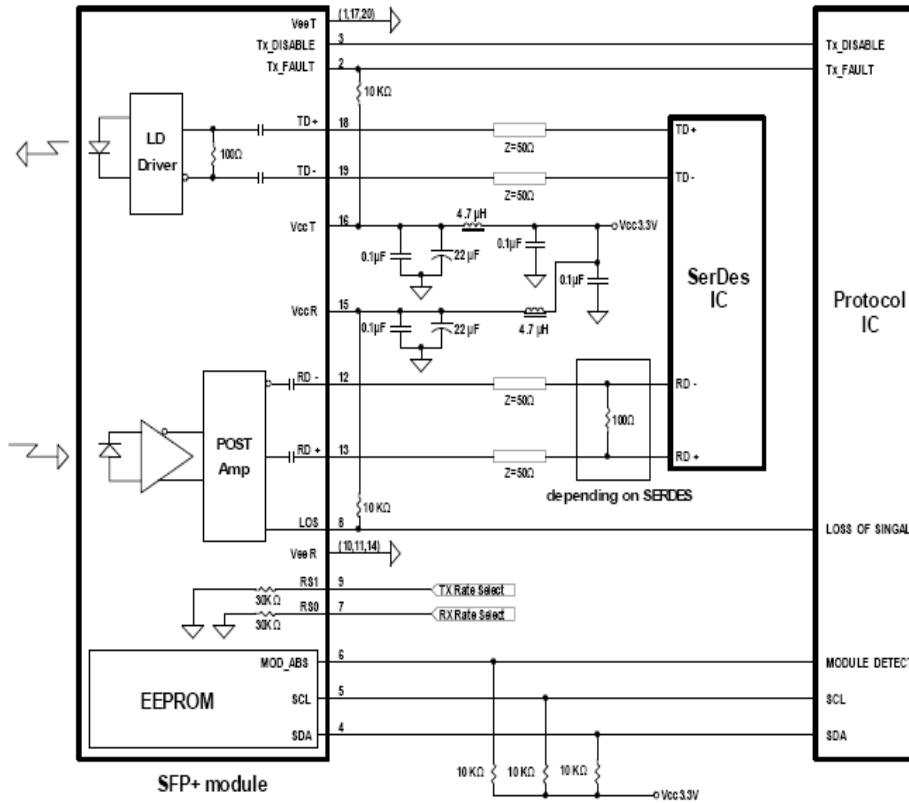 VeeT (1,17,20)
Tx_DISABLE 3 Tx_DISABLE
Tx_FAULT 2 Tx_FAULT
10 KΩ
LD
Driver
100Ω
TD+ 18 Z=50Ω TD+
TD - 19 Z=50Ω TD -
VccT 16 4.7 µH Vcc3.3V
0.1µF 22 µF 0.1µF 0.1µF
VccR 15 4.7 µH
0.1µF 22 µF
SerDes
IC
Protocol
IC
RD - 12 Z=50Ω RD -
100Ω
POST
Amp
RD + 13 Z=50Ω RD +
depending on SERDES
10 KΩ
LOS 8 LOSS OF SINGAL
VeeR (10,11,14)
RS1 9 TX Rate Select
30KΩ
RS0 7 RX Rate Select
30KΩ
MOD_ABS 6 MODULE DETECT
EEPROM
SCL 5 SCL
SDA 4 SDA
10 KΩ 10 KΩ 10 KΩ
Vcc3.3V
SFP+ module